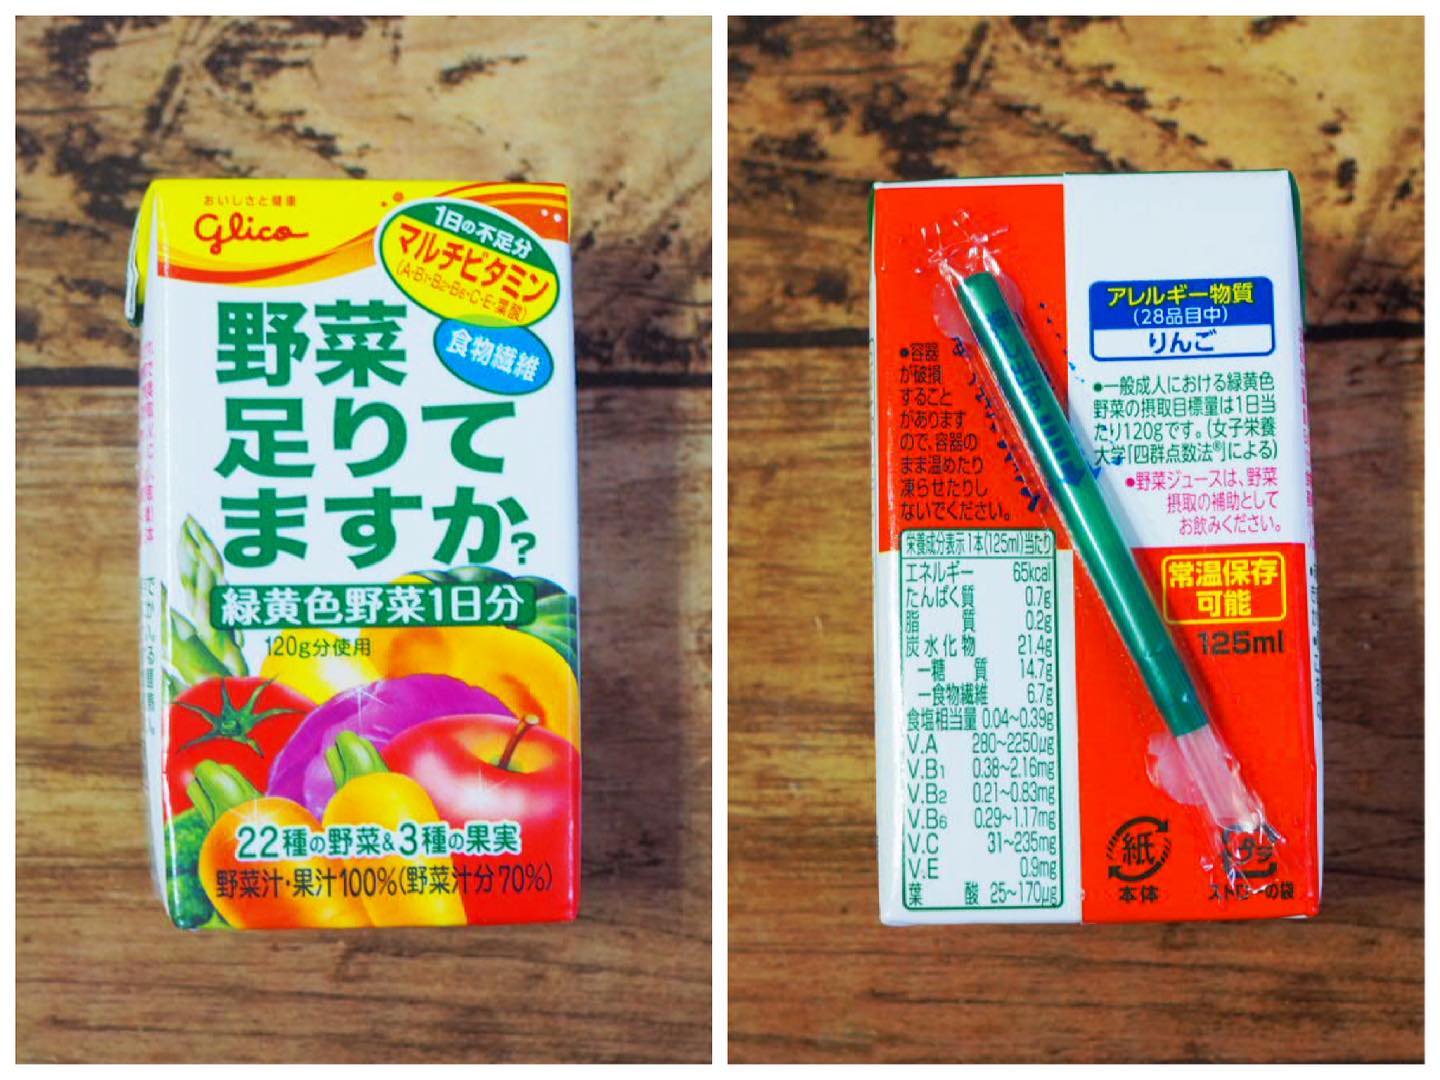 おいしさと健康
glico
1日の不足分
マルチビタミン
(A・B₁・B₂・B₆・C・E・葉酸)
食物繊維
野菜
足りて
ますか?
緑黄色野菜1日分
120g分使用
22種の野菜&3種の果実
野菜汁・果汁100%(野菜汁分70%)
アレルギー物質
(28品目中)
りんご
●一般成人における緑黄色
野菜の摂取目標量は1日当
たり120gです。(女子栄養
大学「四群点数法®」による)
●野菜ジュースは、野菜
摂取の補助として
お飲みください。
●容器
が破損
すること
があります
ので、容器の
まま温めたり
凍らせたりし
ないでください。
常温保存
可能
125ml
栄養成分表示 1本(125ml)当たり
エネルギー 65kcal
たんぱく質 0.7g
脂質 0.2g
炭水化物 21.4g
―糖質 14.7g
―食物繊維 6.7g
食塩相当量 0.04~0.39g
V.A 280~2250μg
V.B₁ 0.38~2.16mg
V.B₂ 0.21~0.83mg
V.B₆ 0.29~1.17mg
V.C 31~235mg
V.E 0.9mg
葉酸 25~170μg
紙
本体
プラ
ストローの袋